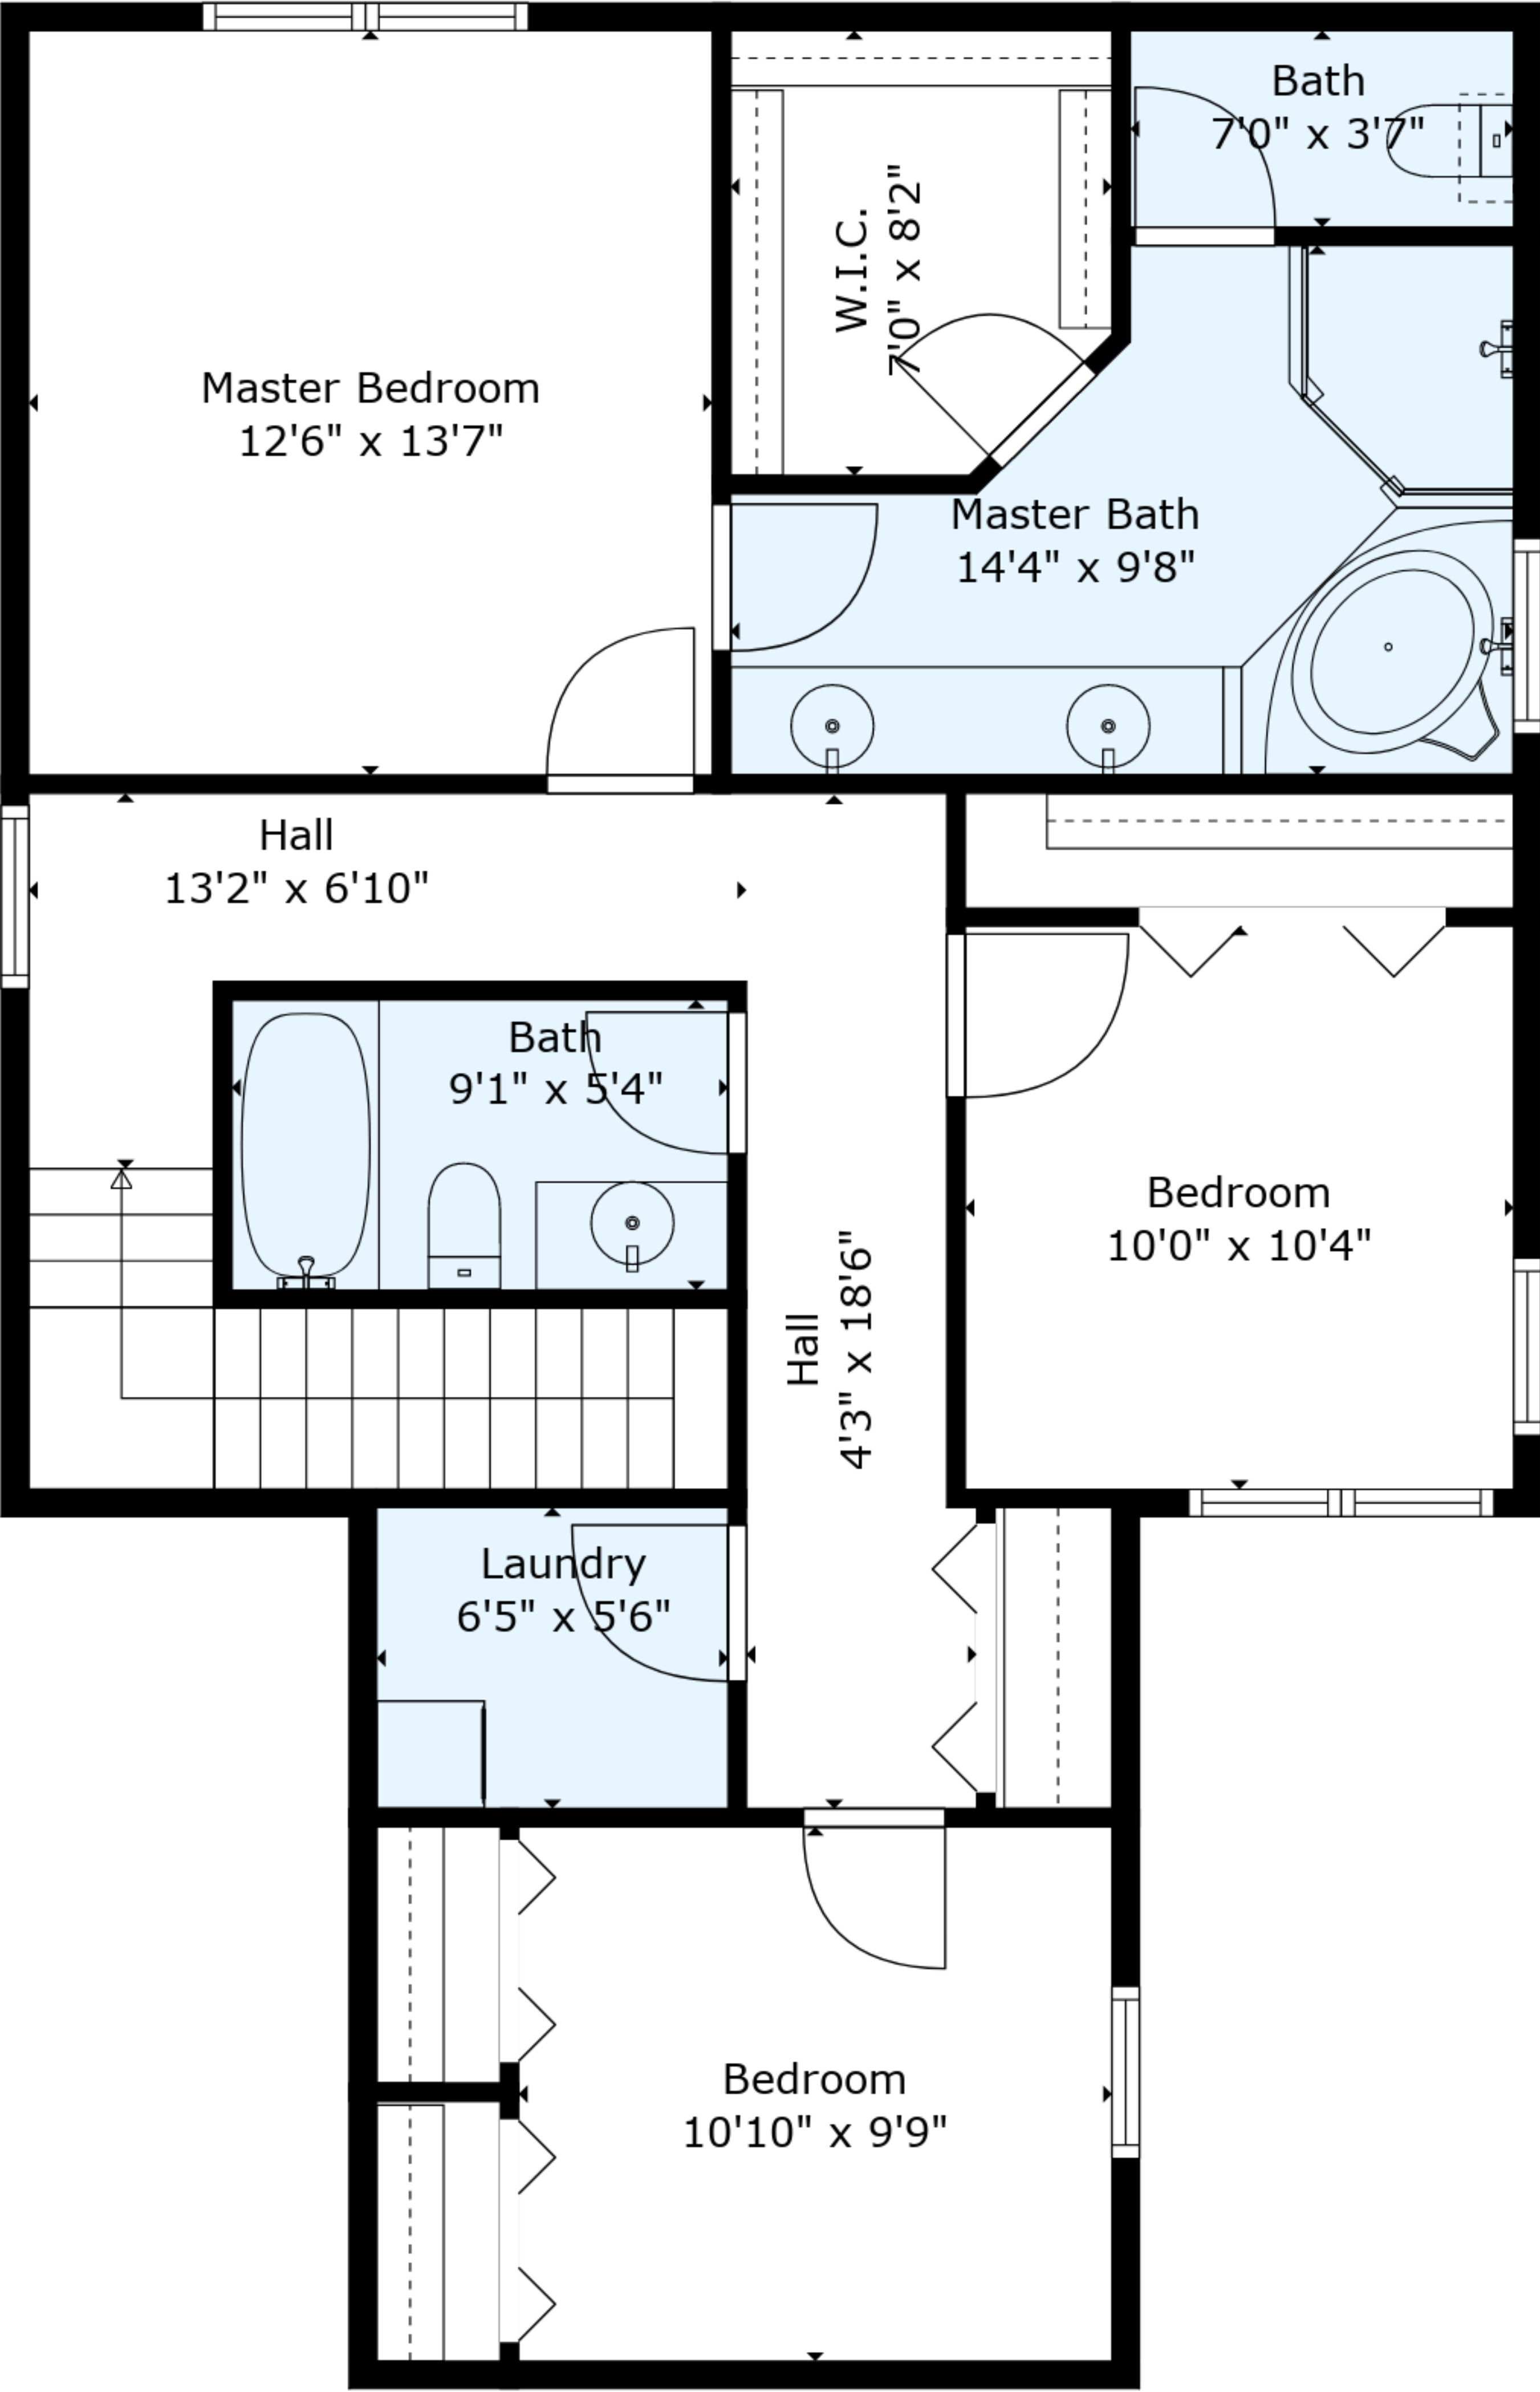 Bath
7'0" x 3'7"
W.I.C.
7'0" x 8'2"
Master Bedroom
12'6" x 13'7"
Master Bath
14'4" x 9'8"
Hall
13'2" x 6'10"
Bath
9'1" x 5'4"
Bedroom
10'0" x 10'4"
Hall
4'3" x 18'6"
Laundry
6'5" x 5'6"
Bedroom
10'10" x 9'9"